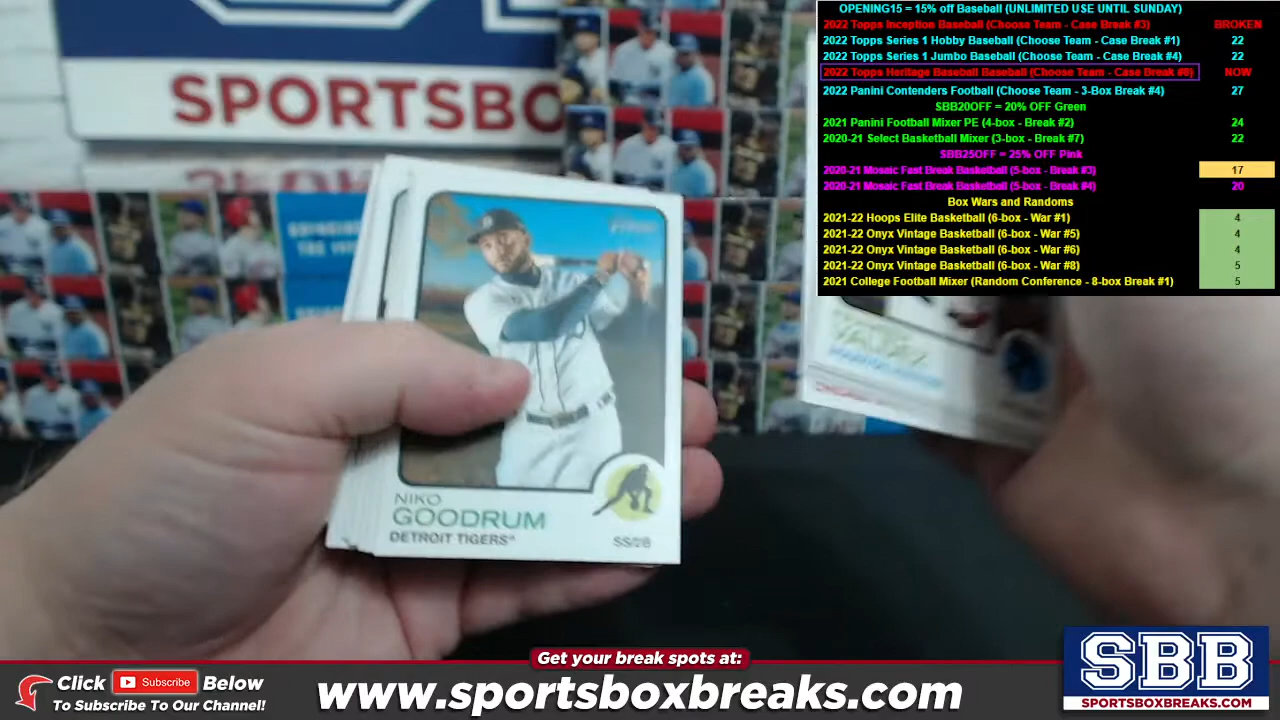 OPENING15 = 15% off Baseball (UNLIMITED USE UNTIL SUNDAY)
2022 Topps Inception Baseball (Choose Team - Case Break #3) BROKEN
2022 Topps Series 1 Hobby Baseball (Choose Team - Case Break #1) 22
2022 Topps Series 1 Jumbo Baseball (Choose Team - Case Break #4) 22
2022 Topps Heritage Baseball Baseball (Choose Team - Case Break #8) NOW
2022 Panini Contenders Football (Choose Team - 3-Box Break #4) 27
SBB20OFF = 20% OFF Green
2021 Panini Football Mixer PE (4-box - Break #2) 24
2020-21 Select Basketball Mixer (3-box - Break #7) 22
SBB25OFF = 25% OFF Pink
2020-21 Mosaic Fast Break Basketball (5-box - Break #3) 17
2020-21 Mosaic Fast Break Basketball (5-box - Break #4) 20
Box Wars and Randoms
2021-22 Hoops Elite Basketball (6-box - War #1) 4
2021-22 Onyx Vintage Basketball (6-box - War #5) 4
2021-22 Onyx Vintage Basketball (6-box - War #6) 4
2021-22 Onyx Vintage Basketball (6-box - War #8) 5
2021 College Football Mixer (Random Conference - 8-box Break #1) 5
SPORTSBO
NIKO
GOODRUM
DETROIT TIGERS
SS/2B
Get your break spots at:
Click Subscribe Below
To Subscribe To Our Channel!
www.sportsboxbreaks.com
SBB
SPORTSBOXBREAKS.COM